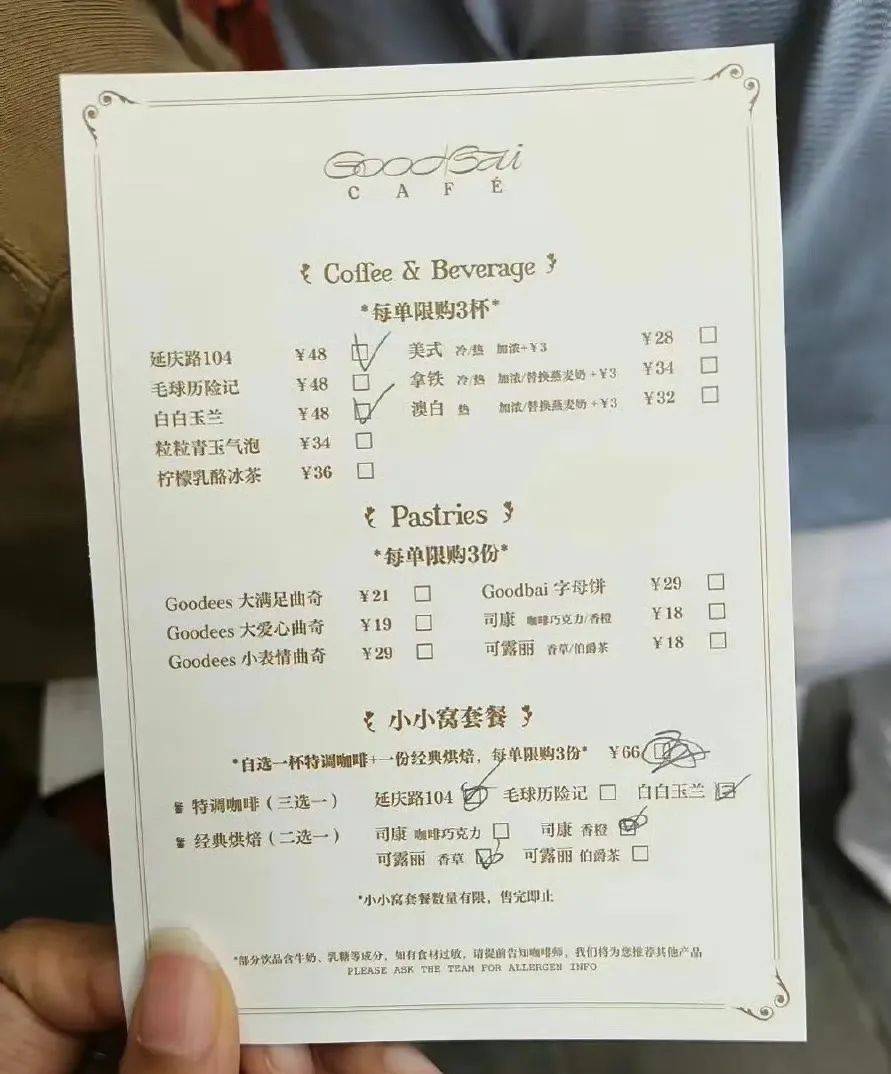 GoodBai
CAFÉ
Coffee & Beverage
*每单限购3杯*
延庆路104 ¥48 美式 冷/热 加浓+¥3 ¥28
毛球历险记 ¥48 拿铁 冷/热 加浓/替换燕麦奶 +¥3 ¥34
白白玉兰 ¥48 澳白 热 加浓/替换燕麦奶 +¥3 ¥32
粒粒青玉气泡 ¥34
柠檬乳酪冰茶 ¥36
Pastries
*每单限购3份*
Goodees 大满足曲奇 ¥21 Goodbai 字母饼 ¥29
Goodees 大爱心曲奇 ¥19 司康 咖啡巧克力/香橙 ¥18
Goodees 小表情曲奇 ¥29 可露丽 香草/伯爵茶 ¥18
小小窝套餐
*自选一杯特调咖啡+一份经典烘焙，每单限购3份* ¥66
特调咖啡（三选一） 延庆路104 毛球历险记 白白玉兰
经典烘焙（二选一） 司康 咖啡巧克力 司康 香橙
可露丽 香草 可露丽 伯爵茶
*小小窝套餐数量有限，售完即止
*部分饮品含牛奶、乳糖等成分，如有食材过敏，请提前告知咖啡师，我们将为您推荐其他产品
PLEASE ASK THE TEAM FOR ALLERGEN INFO